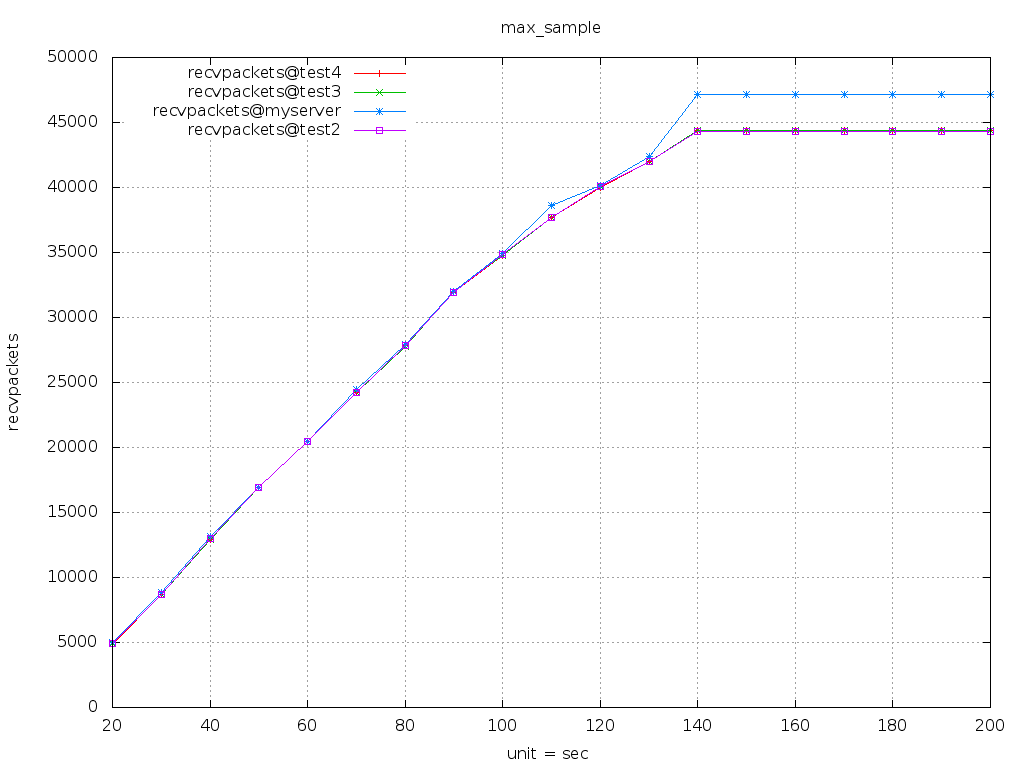 max_sample
50000
45000
40000
35000
30000
25000
20000
15000
10000
5000
0
recvpackets@test4
recvpackets@test3
recvpackets@myserver
recvpackets@test2
recvpackets
20 40 60 80 100 120 140 160 180 200
unit = sec